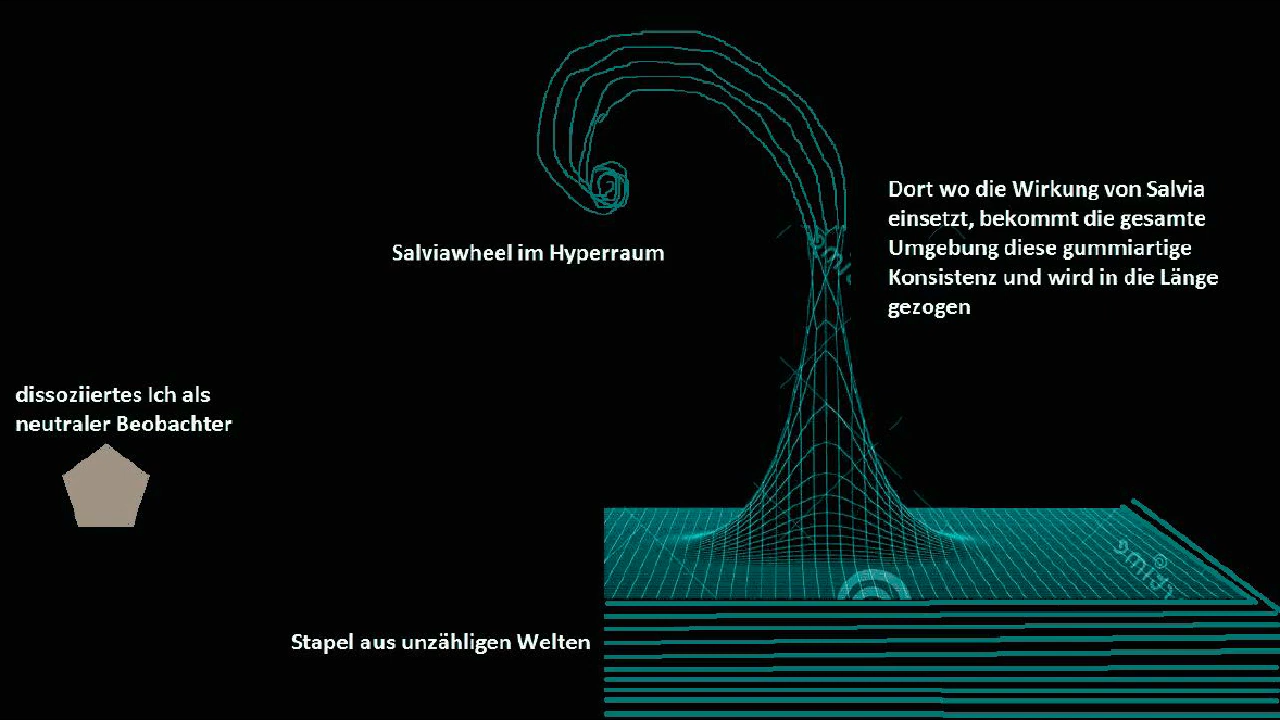 Dort wo die Wirkung von Salvia
einsetzt, bekommt die gesamte
Umgebung diese gummiartige
Konsistenz und wird in die Länge
gezogen
Salviawheel im Hyperraum
dissoziiertes Ich als
neutraler Beobachter
Stapel aus unzähligen Welten